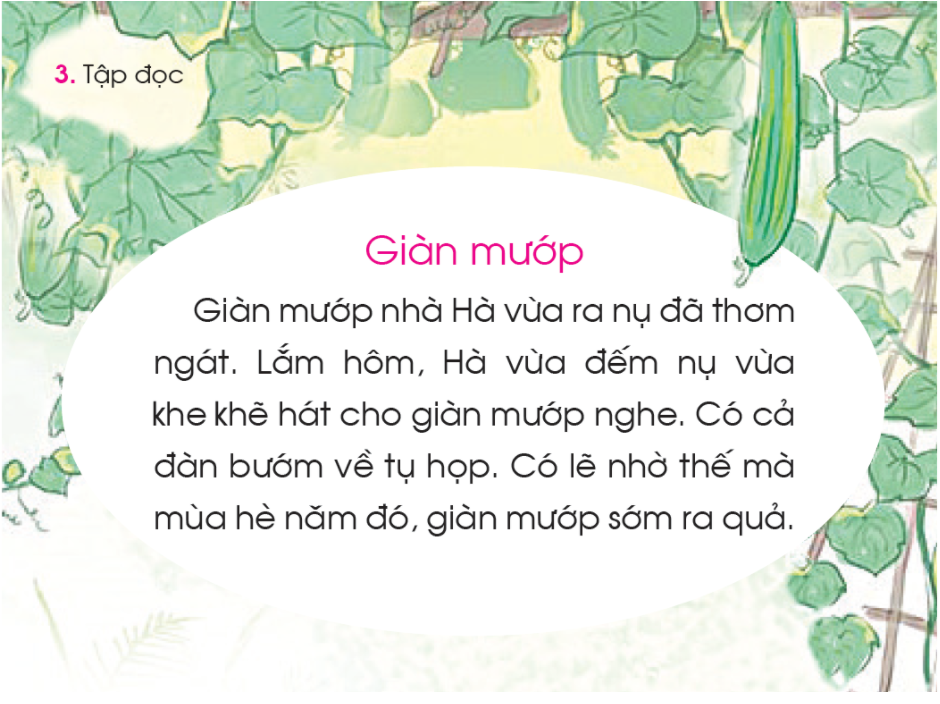 3. Tập đọc
Giàn mướp
Giàn mướp nhà Hà vừa ra nụ đã thơm
ngát. Lắm hôm, Hà vừa đếm nụ vừa
khe khẽ hát cho giàn mướp nghe. Có cả
đàn bướm về tụ họp. Có lẽ nhờ thế mà
mùa hè năm đó, giàn mướp sớm ra quả.